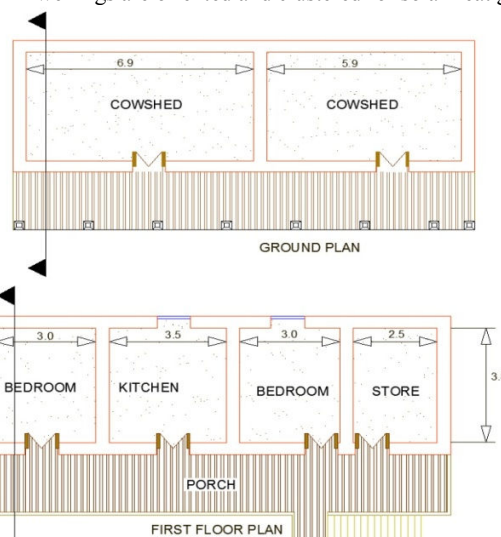 6.9 5.9
COWSHED COWSHED
GROUND PLAN
3.0 3.5 3.0 2.5
3.
BEDROOM KITCHEN BEDROOM STORE
PORCH
FIRST FLOOR PLAN